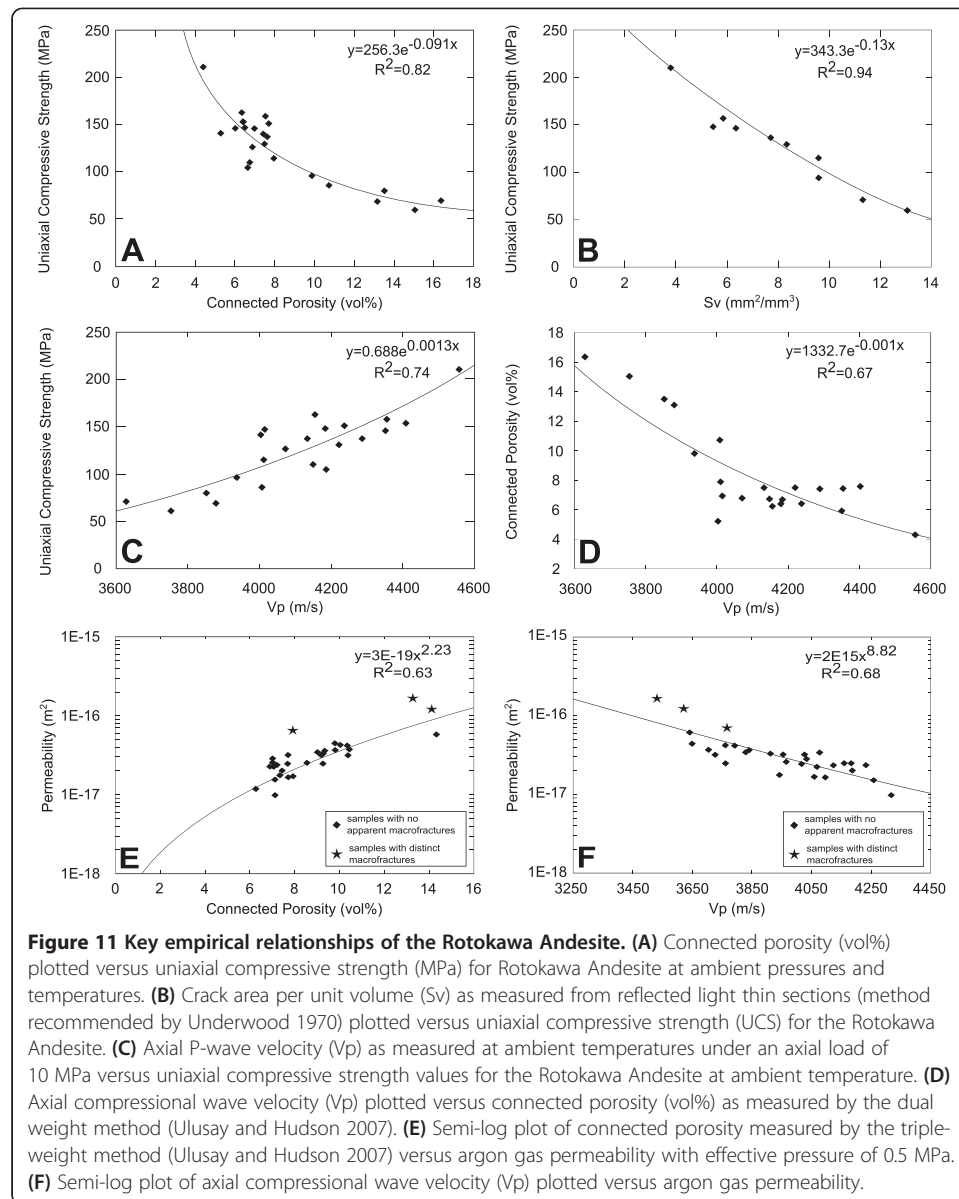 250
200
150
100
50
0
Uniaxial Compressive Strength (MPa)
y=256.3e^-0.091x
R²=0.82
A
0 2 4 6 8 10 12 14 16 18
Connected Porosity (vol%)
250
200
150
100
50
0
Uniaxial Compressive Strength (MPa)
y=343.3e^-0.13x
R²=0.94
B
0 2 4 6 8 10 12 14
Sv (mm²/mm³)
250
200
150
100
50
0
Uniaxial Compressive Strength (MPa)
y=0.688e^0.0013x
R²=0.74
C
3600 3800 4000 4200 4400 4600
Vp (m/s)
18
16
14
12
10
8
6
4
2
Connected Porosity (vol%)
y=1332.7e^-0.001x
R²=0.67
D
3600 3800 4000 4200 4400 4600
Vp (m/s)
1E-15
1E-16
1E-17
1E-18
Permeability (m²)
y=3E-19x^2.23
R²=0.63
samples with no
apparent macrofractures
samples with distinct
macrofractures
E
0 2 4 6 8 10 12 14 16
Connected Porosity (vol%)
1E-15
1E-16
1E-17
1E-18
Permeability (m²)
y=2E15x^8.82
R²=0.68
samples with no
apparent macrofractures
samples with distinct
macrofractures
F
3250 3450 3650 3850 4050 4250 4450
Vp (m/s)
Figure 11 Key empirical relationships of the Rotokawa Andesite. (A) Connected porosity (vol%)
plotted versus uniaxial compressive strength (MPa) for Rotokawa Andesite at ambient pressures and
temperatures. (B) Crack area per unit volume (Sv) as measured from reflected light thin sections (method
recommended by Underwood 1970) plotted versus uniaxial compressive strength (UCS) for the Rotokawa
Andesite. (C) Axial P-wave velocity (Vp) as measured at ambient temperatures under an axial load of
10 MPa versus uniaxial compressive strength values for the Rotokawa Andesite at ambient temperature. (D)
Axial compressional wave velocity (Vp) plotted versus connected porosity (vol%) as measured by the dual
weight method (Ulusay and Hudson 2007). (E) Semi-log plot of connected porosity measured by the triple-
weight method (Ulusay and Hudson 2007) versus argon gas permeability with effective pressure of 0.5 MPa.
(F) Semi-log plot of axial compressional wave velocity (Vp) plotted versus argon gas permeability.